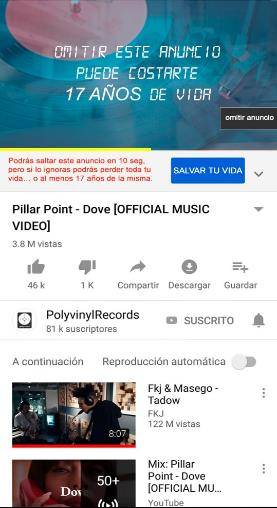 OMITIR ESTE ANUNCIO
PUEDE COSTARTE
17 AÑOS DE VIDA
omitir anuncio
Podrás saltar este anuncio en 10 seg,
pero si lo ignoras podrás perder toda tu
vida... o al menos 17 años de la misma.
SALVAR TU VIDA
Pillar Point - Dove [OFFICIAL MUSIC
VIDEO]
3.8 M vistas
46 k
1 K
Compartir
Descargar
Guardar
PolyvinylRecords
81 k suscriptores
SUSCRITO
A continuación
Reproducción automática
8:07
Fkj & Masego -
Tadow
FKJ
122 M vistas
Dov
50+
Mix: Pillar
Point - Dove
[OFFICIAL MU...
YouTube